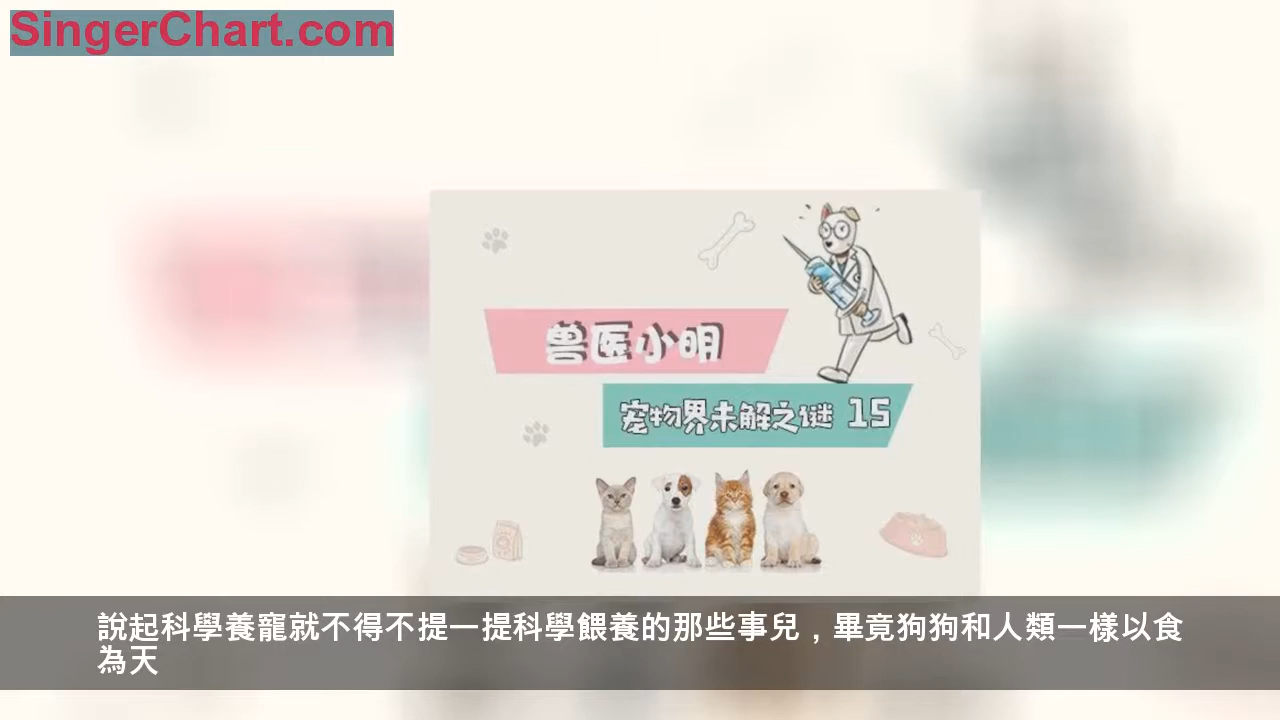 SingerChart.com
兽医小明
宠物界未解之谜 15
說起科學養寵就不得不提一提科學餵養的那些事兒，畢竟狗狗和人類一樣以食
為天